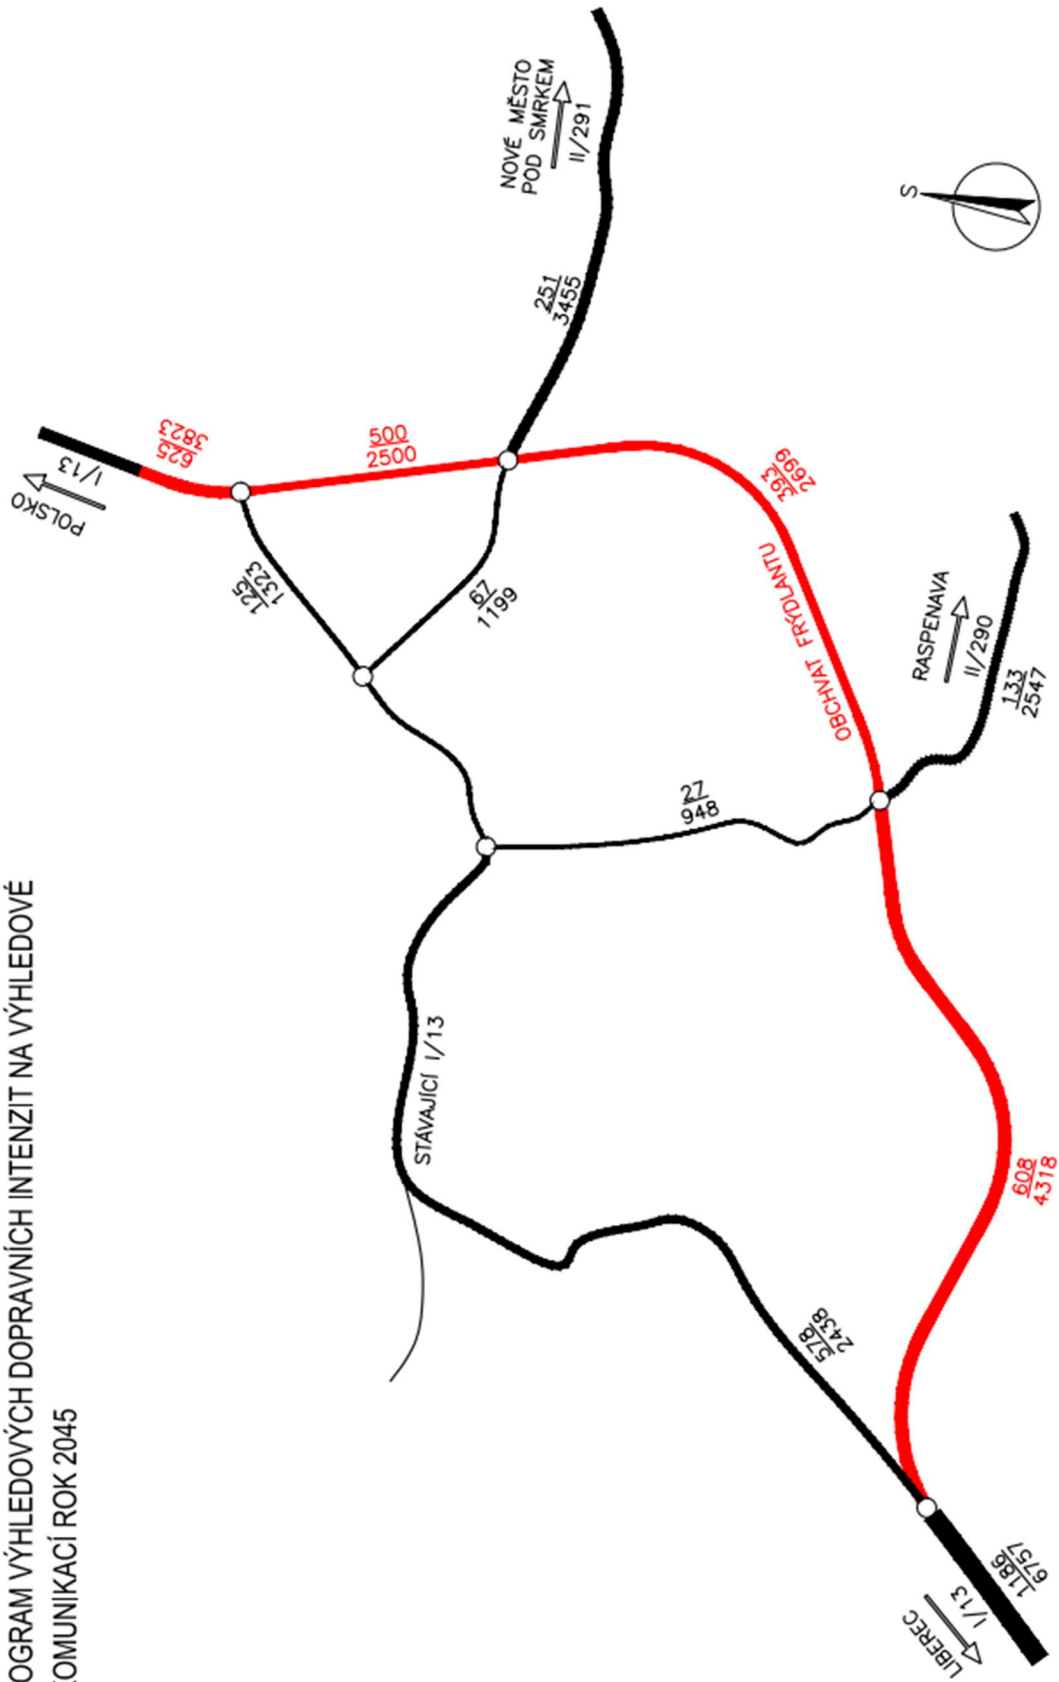 OGRAM VÝHLEDOVÝCH DOPRAVNÍCH INTENZIT NA VÝHLEDOVÉ
OMUNIKACÍ ROK 2045
NOVÉ MĚSTO
POD SMRKEM
II/291
S
251
3455
POLSKO
I/13
625
3823
500
2500
125
1323
67
1199
393
2699
OBCHVAT FRÝDLANTU
RASPENAVA
II/290
133
2547
27
948
STÁVAJÍCÍ I/13
608
4318
578
2438
LIBEREC
I/13
1186
6757